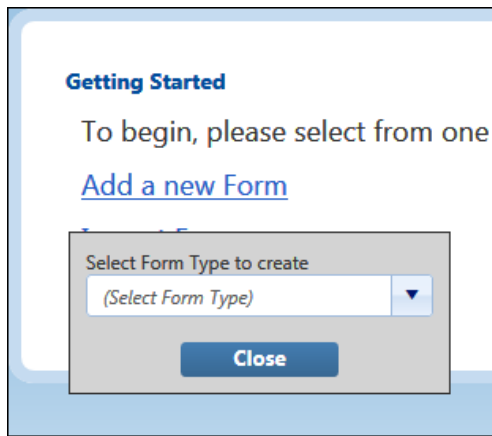 Getting Started
To begin, please select from one
Add a new Form
Select Form Type to create
(Select Form Type)
Close